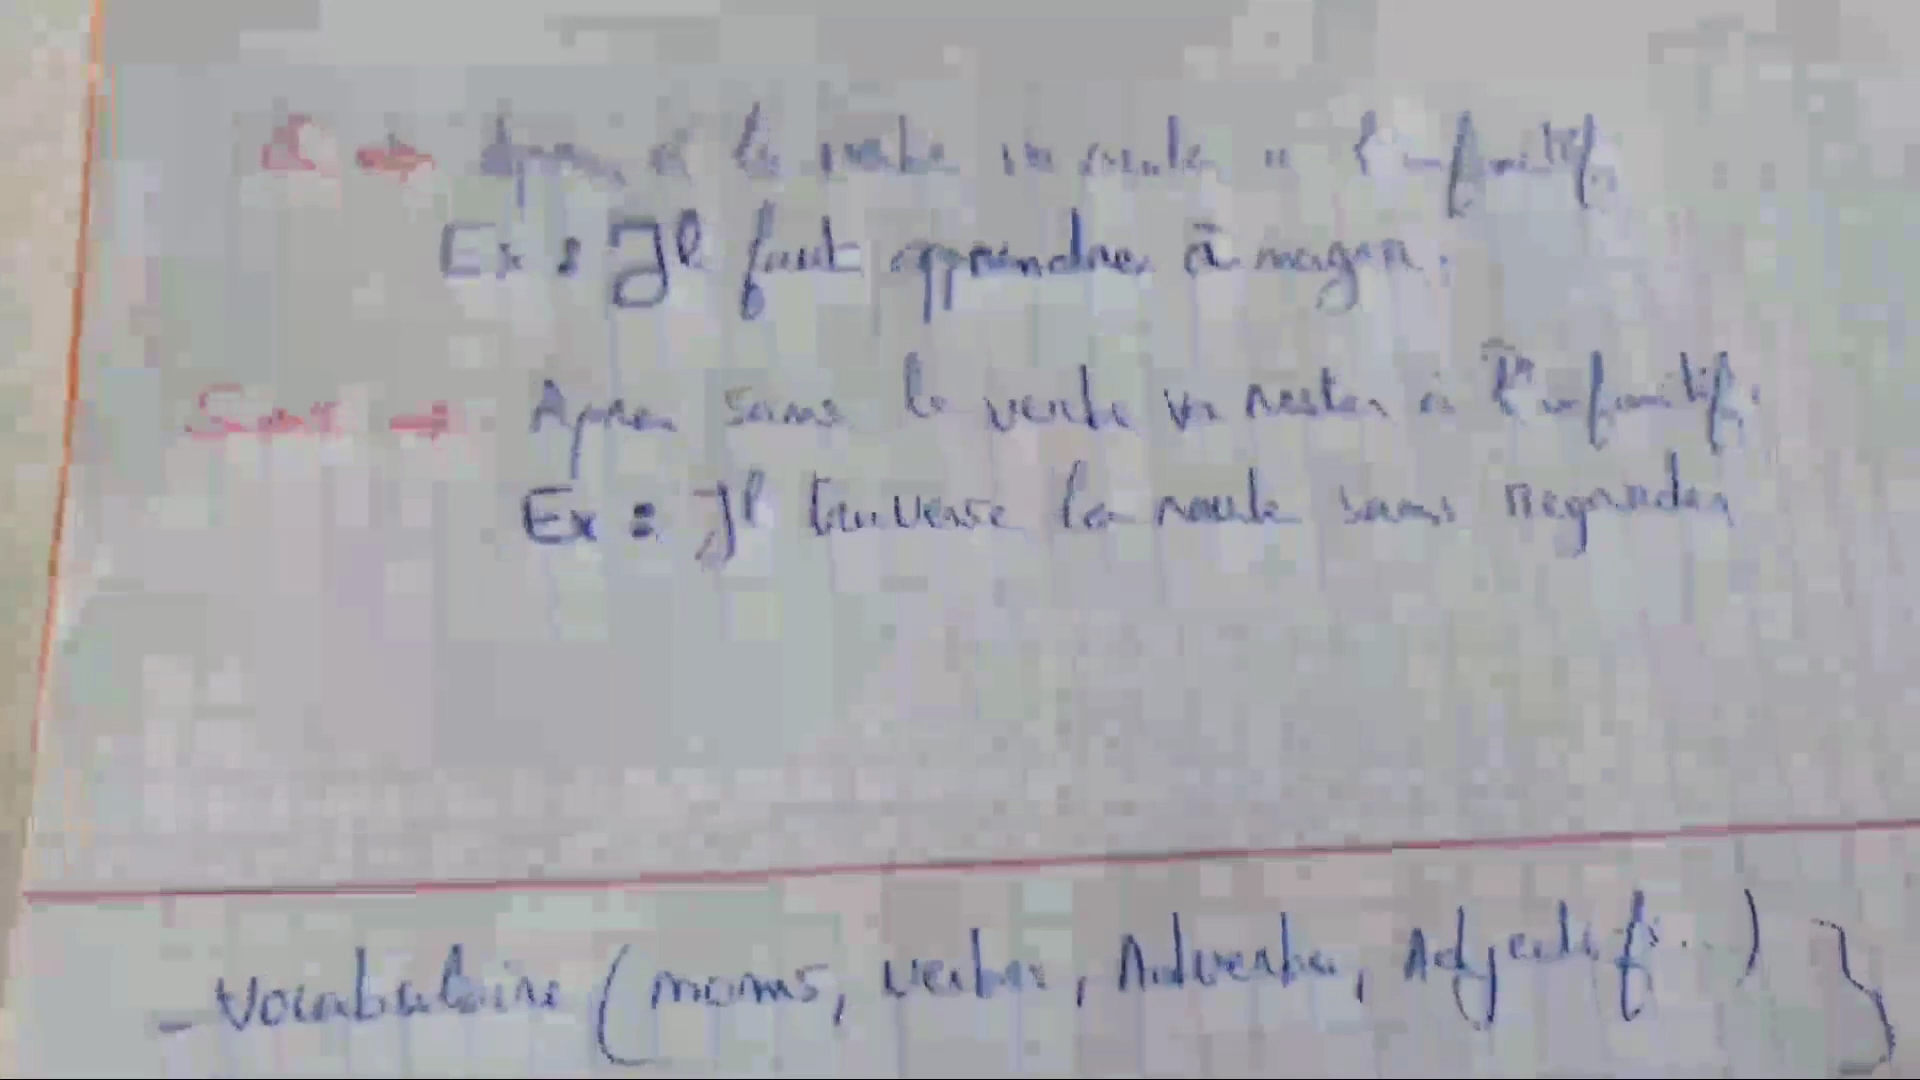 à → Après à le verbe va rester à l'infinitif.
Ex : Il faut apprendre à nager.
Sans → Après sans le verbe va rester à l'infinitif.
Ex : Il traverse la route sans regarder
- Vocabulaire (noms, verbes, Adverbes, Adjectifs...)